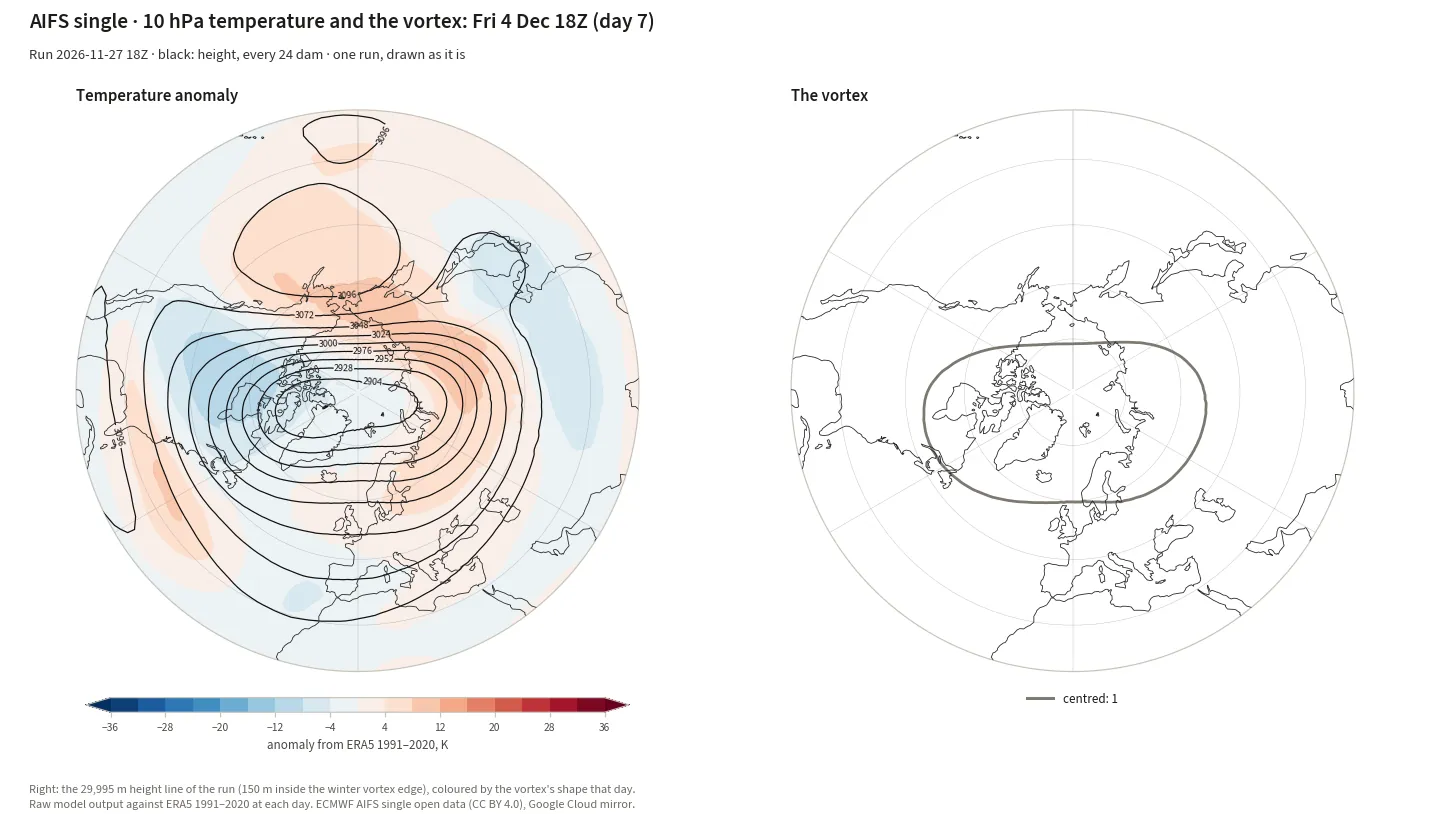 AIFS single · 10 hPa temperature and the vortex: Fri 4 Dec 18Z (day 7)
Run 2026-11-27 18Z · black: height, every 24 dam · one run, drawn as it is
Temperature anomaly
The vortex
3096
3096
3072
3048
3024
3000
2976
2952
2928
2904
3096
centred: 1
−36 −28 −20 −12 −4 4 12 20 28 36
anomaly from ERA5 1991–2020, K
Right: the 29,995 m height line of the run (150 m inside the winter vortex edge), coloured by the vortex's shape that day.
Raw model output against ERA5 1991–2020 at each day. ECMWF AIFS single open data (CC BY 4.0), Google Cloud mirror.